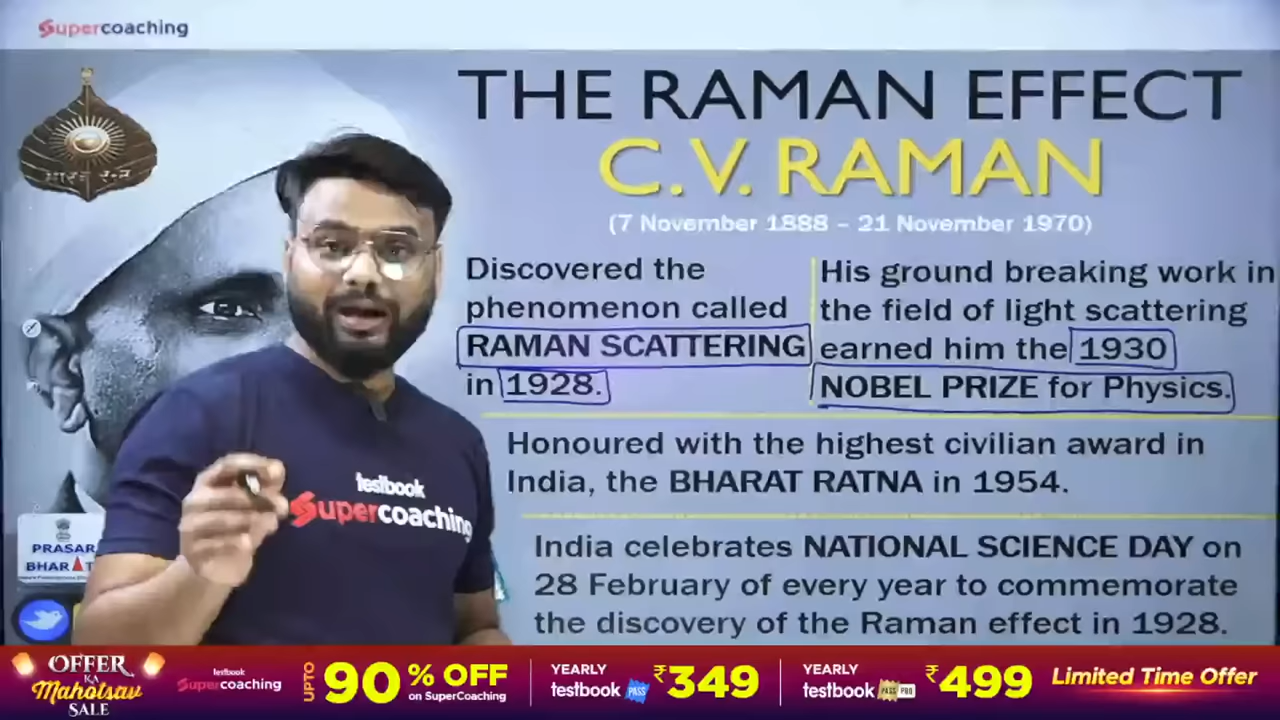 Supercoaching
भारत रत्न
THE RAMAN EFFECT
C.V. RAMAN
(7 November 1888 – 21 November 1970)
Discovered the
phenomenon called
RAMAN SCATTERING
in 1928.
His ground breaking work in
the field of light scattering
earned him the 1930
NOBEL PRIZE for Physics.
Honoured with the highest civilian award in
India, the BHARAT RATNA in 1954.
India celebrates NATIONAL SCIENCE DAY on
28 February of every year to commemorate
the discovery of the Raman effect in 1928.
testbook
Supercoaching
PRASAR
BHARAT
OFFER
KA
Mahotsav
SALE
testbook
Supercoaching
UPTO
90% OFF
on SuperCoaching
YEARLY
testbook PASS
₹349
YEARLY
testbook PASS PRO
₹499
Limited Time Offer